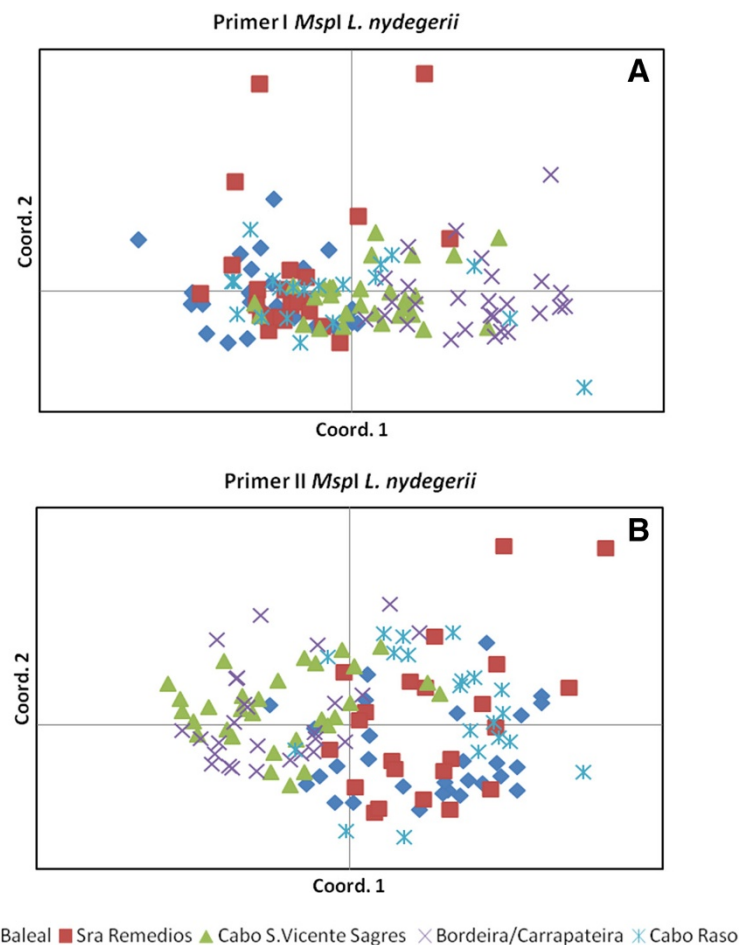 Primer I MspI L. nydegerii
A
Coord. 2
Coord. 1
Primer II MspI L. nydegerii
B
Coord. 2
Coord. 1
Baleal Sra Remedios Cabo S.Vicente Sagres Bordeira/Carrapateira Cabo Raso